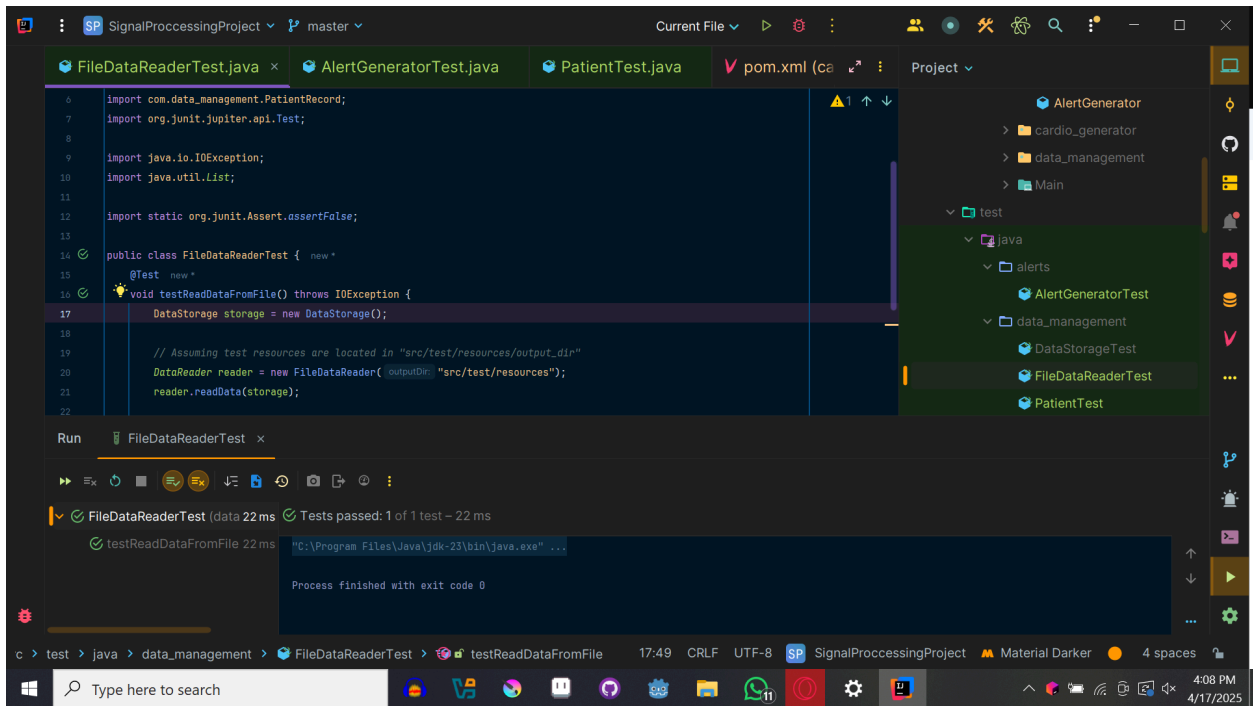 SP SignalProccessingProject master Current File
FileDataReaderTest.java × AlertGeneratorTest.java PatientTest.java pom.xml (ca Project
6 import com.data_management.PatientRecord; 1
7 import org.junit.jupiter.api.Test;
8
9 import java.io.IOException;
10 import java.util.List;
11
12 import static org.junit.Assert.assertFalse;
13
14 public class FileDataReaderTest { new *
15 @Test new *
16 void testReadDataFromFile() throws IOException {
17 DataStorage storage = new DataStorage();
18
19 // Assuming test resources are located in "src/test/resources/output_dir"
20 DataReader reader = new FileDataReader( outputDir: "src/test/resources");
21 reader.readData(storage);
22
AlertGenerator
cardio_generator
data_management
Main
test
java
alerts
AlertGeneratorTest
data_management
DataStorageTest
FileDataReaderTest
PatientTest
Run FileDataReaderTest ×
FileDataReaderTest (data 22 ms Tests passed: 1 of 1 test – 22 ms
testReadDataFromFile 22 ms
"C:\Program Files\Java\jdk-23\bin\java.exe" ...
Process finished with exit code 0
rc > test > java > data_management > FileDataReaderTest > testReadDataFromFile 17:49 CRLF UTF-8 SP SignalProccessingProject Material Darker 4 spaces
Type here to search
11
4:08 PM
4/17/2025